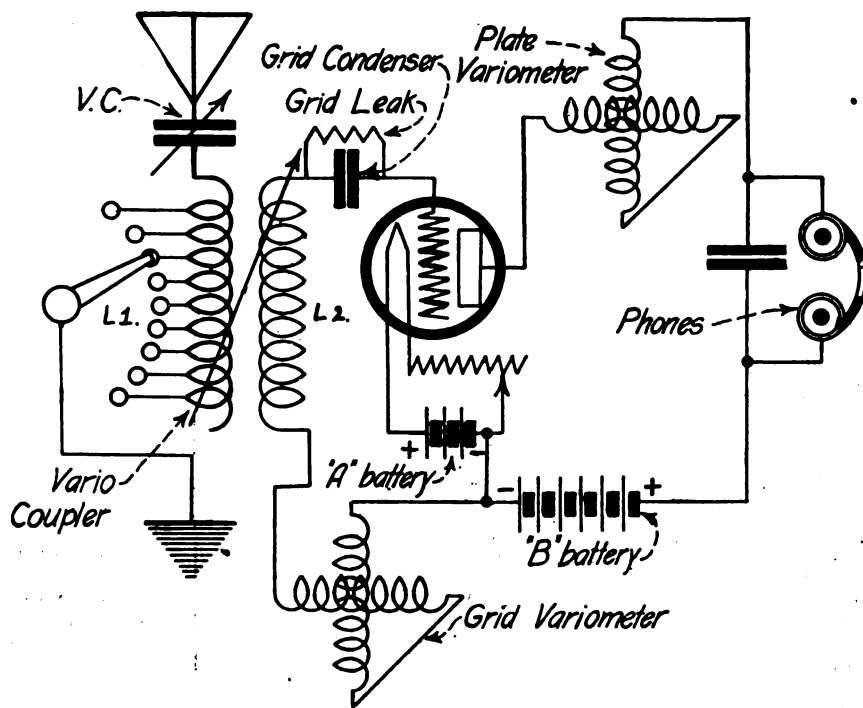 V.C.
Grid Condenser
Grid Leak
Plate
Variometer
L1.
L2.
Phones
+
-
"A" battery
-
+
"B" battery
Vario
Coupler
Grid Variometer